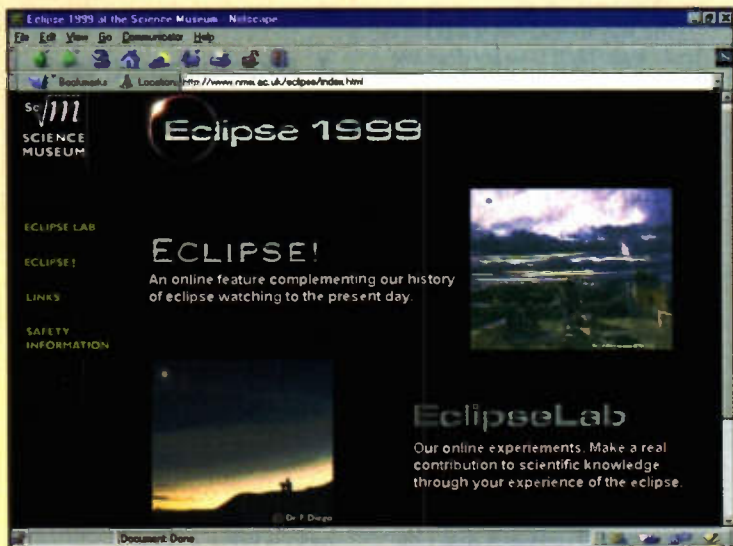 Eclipse 1999 at the Science Museum - Netscape
File Edit View Go Communicator Help
Bookmarks Location: http://www.nmsi.ac.uk/eclipse/index.html
Sc m
SCIENCE
MUSEUM
Eclipse 1999
ECLIPSE LAB
ECLIPSE!
LINKS
SAFETY
INFORMATION
ECLIPSE!
An online feature complementing our history
of eclipse watching to the present day.
EclipseLab
Our online experiements. Make a real
contribution to scientific knowledge
through your experience of the eclipse.
Dr F Diego
Document: Done